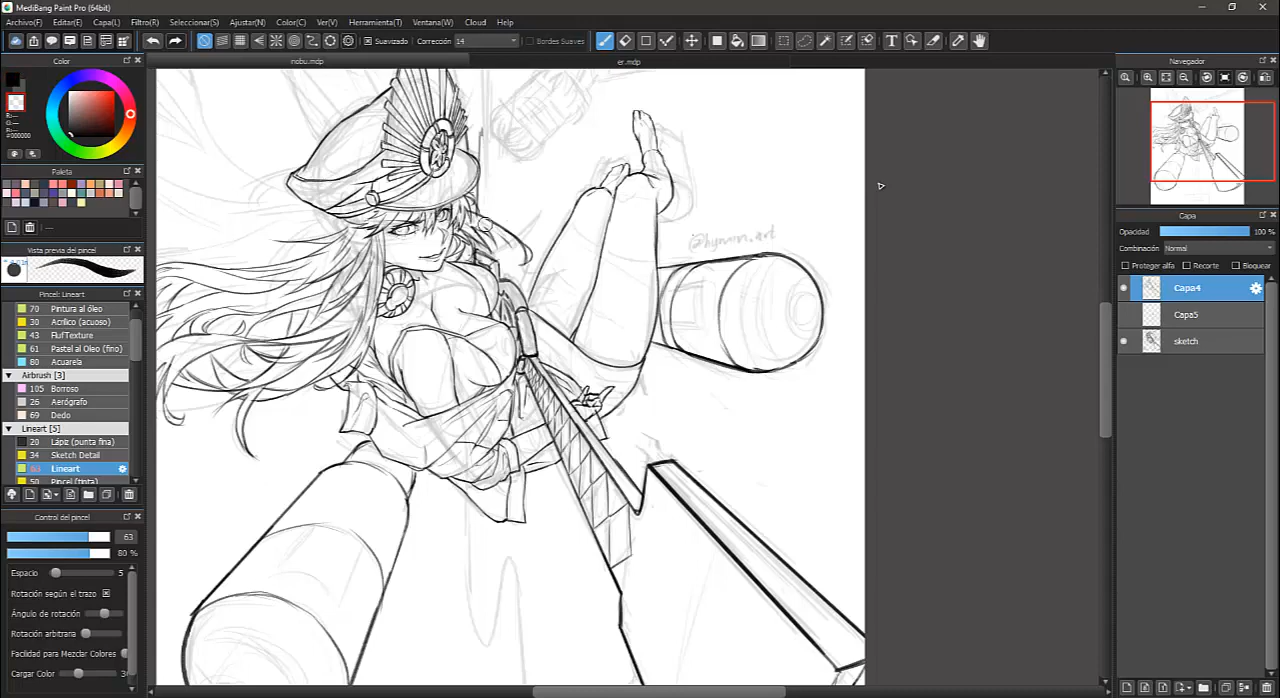 MediBang Paint Pro (64bit)
Archivo(F) Editar(E) Capa(L) Filtro(R) Seleccionar(S) Ajustar(N) Color(C) Ver(V) Herramienta(T) Ventana(W) Cloud Help
Suavizado Corrección 14 Bordes Suaves
Color nobu.mdp er.mdp Navegador
#000000
Paleta
---
Vista previa del pincel
Pincel: Lineart
70 Pintura al óleo
30 Acrílico (acuoso)
43 FlufTexture
61 Pastel al Oleo (fino)
80 Acuarela
Airbrush [3]
105 Borroso
26 Aerógrafo
69 Dedo
Lineart [5]
20 Lápiz (punta fina)
34 Sketch Detail
63 Lineart
50 Pincel (tinta)
Control del pincel
63
80 %
Espacio 5
Rotación según el trazo
Ángulo de rotación
Rotación arbitraria
Facilidad para Mezclar Colores
Cargar Color
Capa
Opacidad 100 %
Combinación Normal
Proteger alfa Recorte Bloquear
Capa4
Capa5
sketch